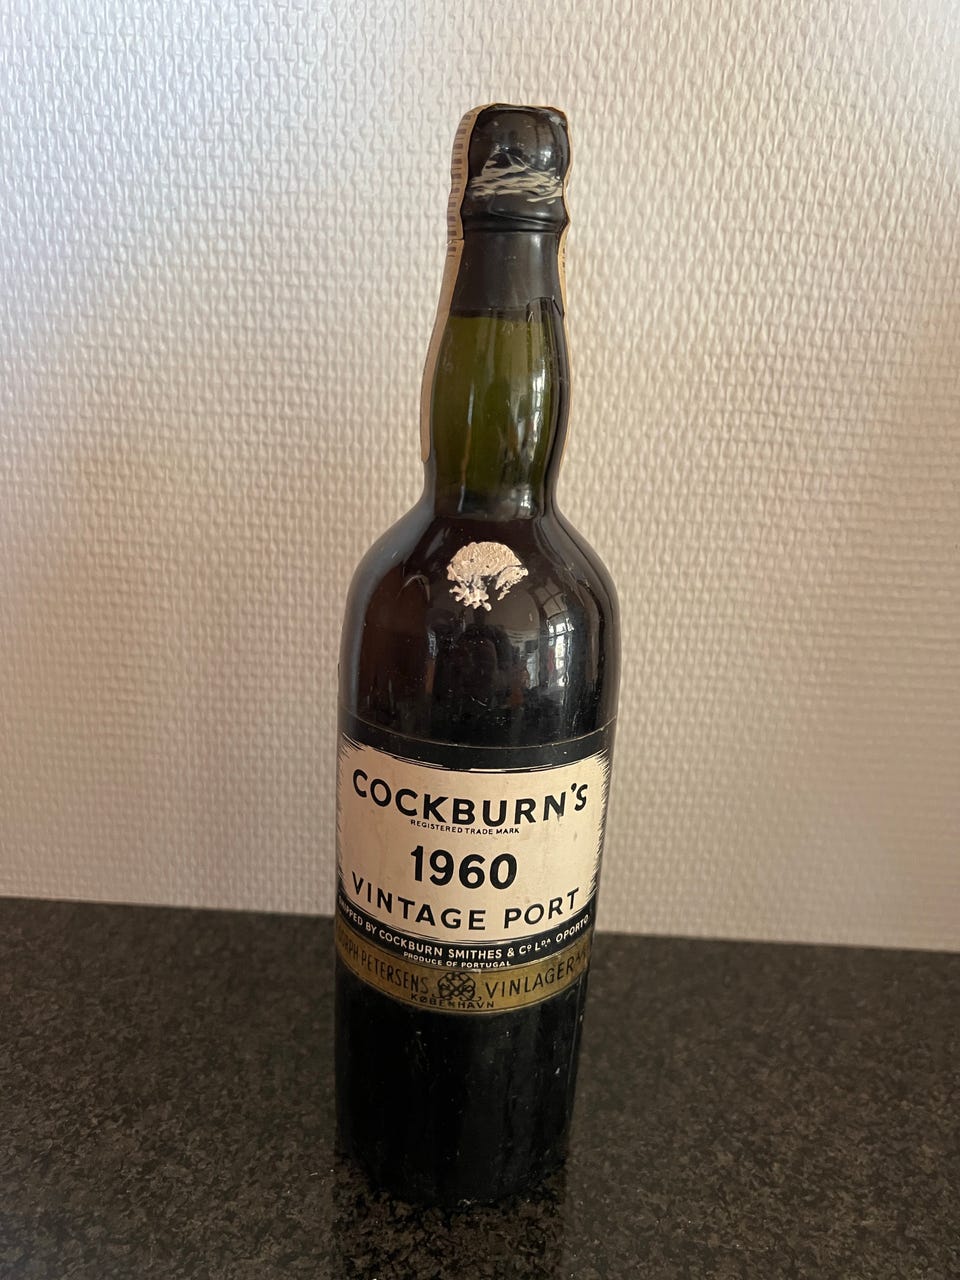 COCKBURN'S
REGISTERED TRADE MARK
1960
VINTAGE PORT
BY COCKBURN SMITHES & Cº Lᴰᴬ OPORTO
PRODUCE OF PORTUGAL
PETERSENS VINLAGER
KØBENHAVN